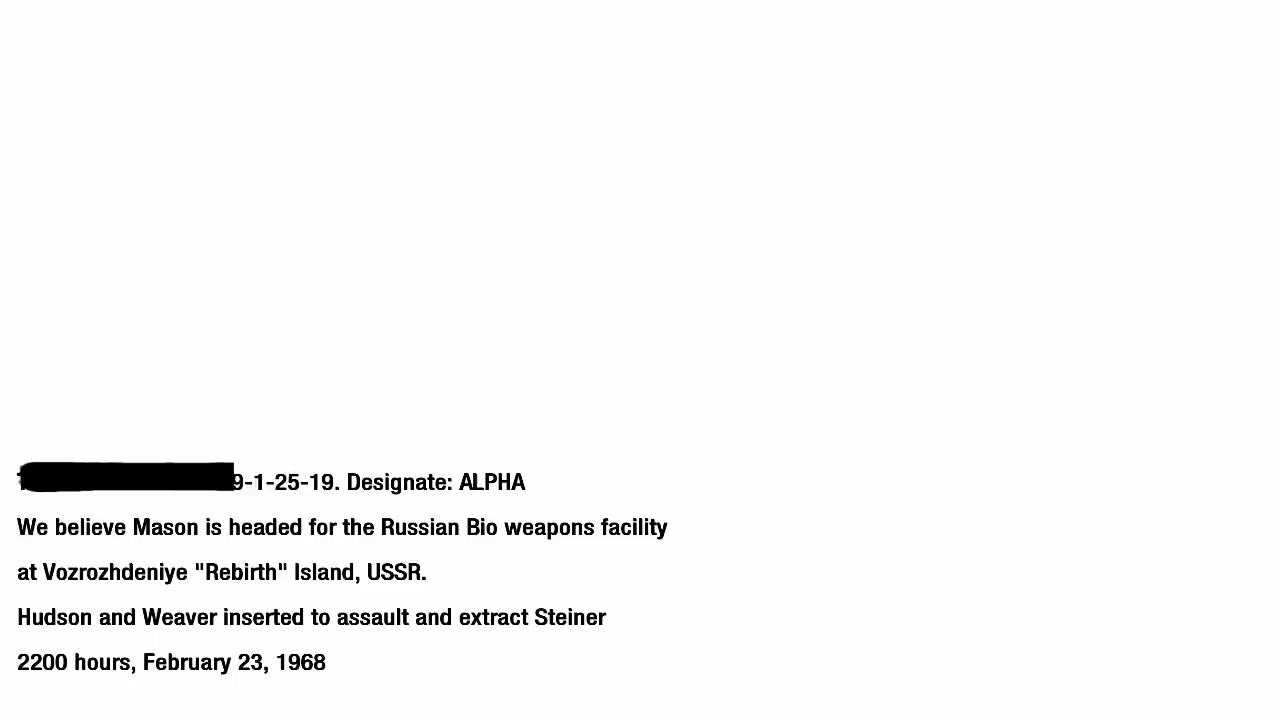 9-1-25-19. Designate: ALPHA
We believe Mason is headed for the Russian Bio weapons facility
at Vozrozhdeniye "Rebirth" Island, USSR.
Hudson and Weaver inserted to assault and extract Steiner
2200 hours, February 23, 1968